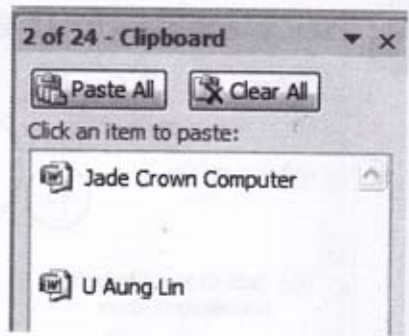 2 of 24 - Clipboard
Paste All Clear All
Click an item to paste:
Jade Crown Computer
U Aung Lin